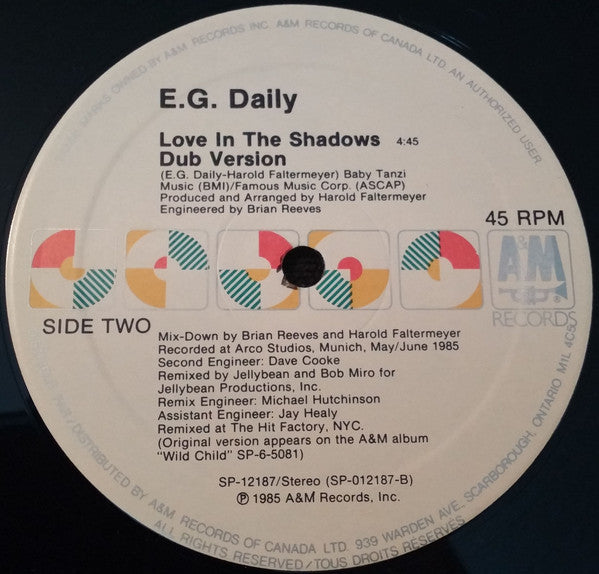 TRADEMARKS OWNED BY A&M RECORDS INC. A&M RECORDS OF CANADA LTD. AN AUTHORIZED USER.
E.G. Daily
Love In The Shadows 4:45
Dub Version
(E.G. Daily-Harold Faltermeyer) Baby Tanzi
Music (BMI)/Famous Music Corp. (ASCAP)
Produced and Arranged by Harold Faltermeyer
Engineered by Brian Reeves
45 RPM
A&M
RECORDS
SIDE TWO
Mix-Down by Brian Reeves and Harold Faltermeyer
Recorded at Arco Studios, Munich, May/June 1985
Second Engineer: Dave Cooke
Remixed by Jellybean and Bob Miro for
Jellybean Productions, Inc.
Remix Engineer: Michael Hutchinson
Assistant Engineer: Jay Healy
Remixed at The Hit Factory, NYC.
(Original version appears on the A&M album
"Wild Child" SP-6-5081)
SP-12187/Stereo (SP-012187-B)
℗ 1985 A&M Records, Inc.
PAR/DISTRIBUTED BY A&M RECORDS OF CANADA LTD. 939 WARDEN AVE., SCARBOROUGH, ONTARIO M1L 4C5
ALL RIGHTS RESERVED/TOUS DROITS RESERVES